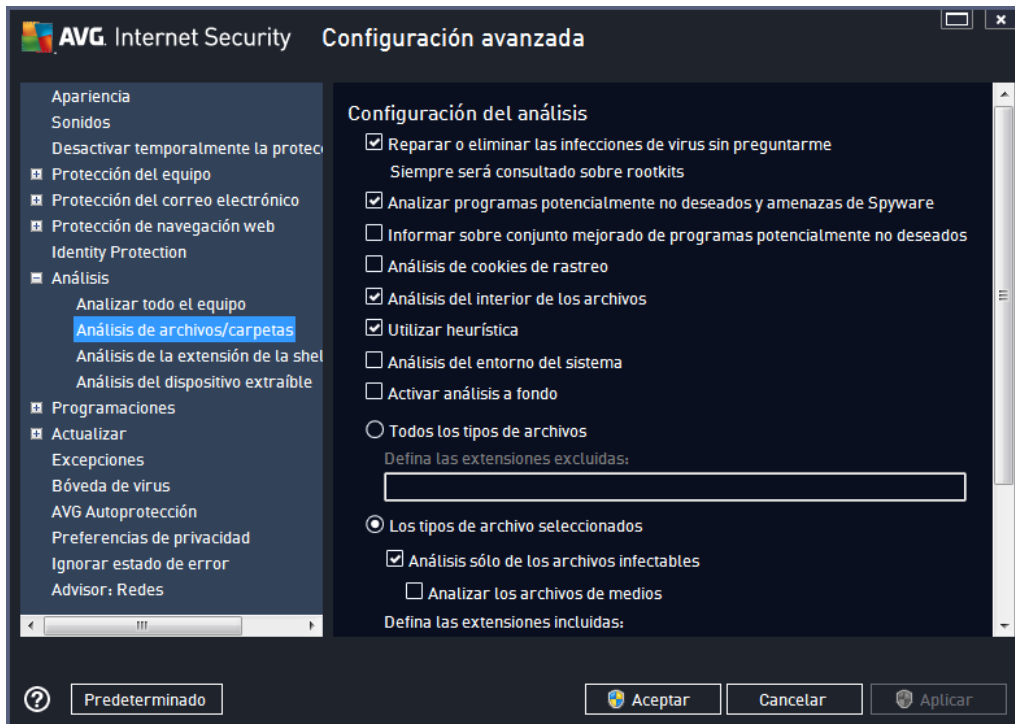 AVG. Internet Security Configuración avanzada
Apariencia
Sonidos
Desactivar temporalmente la protec
Protección del equipo
Protección del correo electrónico
Protección de navegación web
Identity Protection
Análisis
Analizar todo el equipo
Análisis de archivos/carpetas
Análisis de la extensión de la shel
Análisis del dispositivo extraíble
Programaciones
Actualizar
Excepciones
Bóveda de virus
AVG Autoprotección
Preferencias de privacidad
Ignorar estado de error
Advisor: Redes
Configuración del análisis
Reparar o eliminar las infecciones de virus sin preguntarme
Siempre será consultado sobre rootkits
Analizar programas potencialmente no deseados y amenazas de Spyware
Informar sobre conjunto mejorado de programas potencialmente no deseados
Análisis de cookies de rastreo
Análisis del interior de los archivos
Utilizar heurística
Análisis del entorno del sistema
Activar análisis a fondo
Todos los tipos de archivos
Defina las extensiones excluidas:
Los tipos de archivo seleccionados
Análisis sólo de los archivos infectables
Analizar los archivos de medios
Defina las extensiones incluidas:
? Predeterminado Aceptar Cancelar Aplicar